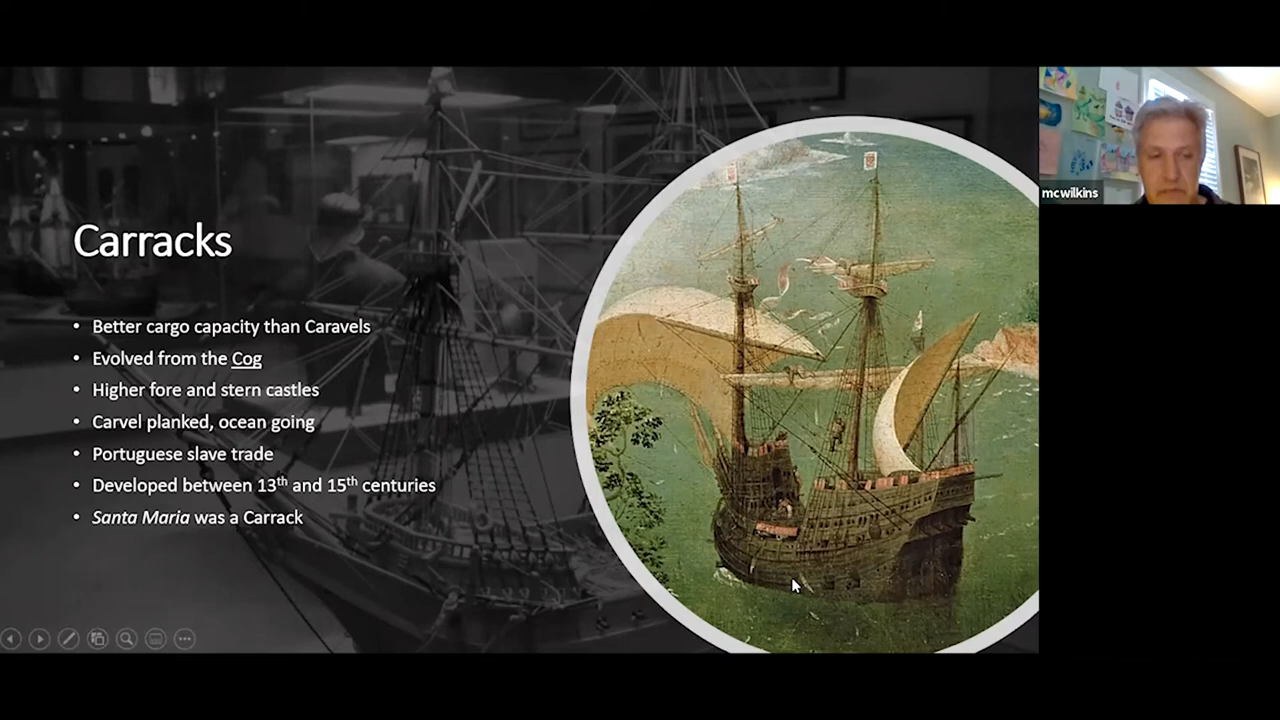 Carracks
• Better cargo capacity than Caravels
• Evolved from the Cog
• Higher fore and stern castles
• Carvel planked, ocean going
• Portuguese slave trade
• Developed between 13th and 15th centuries
• Santa Maria was a Carrack
mcwilkins